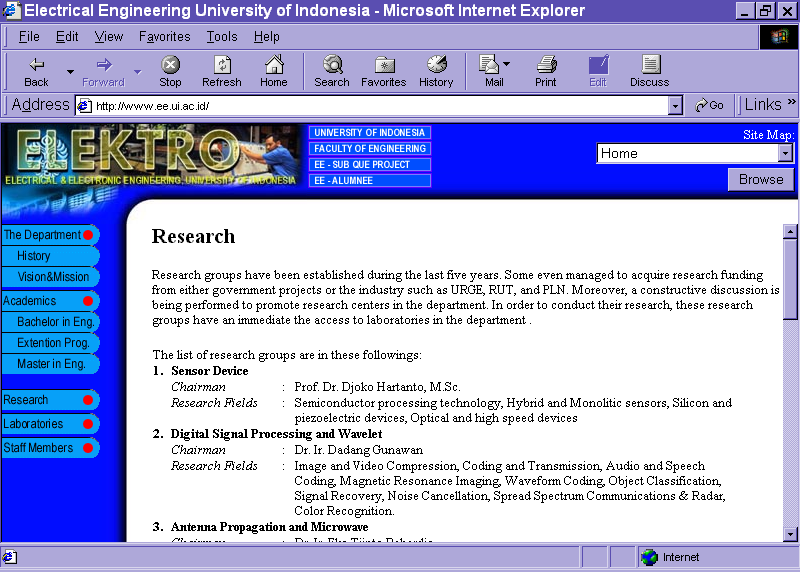 Electrical Engineering University of Indonesia - Microsoft Internet Explorer
File Edit View Favorites Tools Help
Back Forward Stop Refresh Home Search Favorites History Mail Print Edit Discuss
Address http://www.ee.ui.ac.id/ Go Links »
ELEKTRO
ELECTRICAL & ELECTRONIC ENGINEERING, UNIVERSITY OF INDONESIA
UNIVERSITY OF INDONESIA
FACULTY OF ENGINEERING
EE - SUB QUE PROJECT
EE - ALUMNEE
Site Map:
Home
Browse
The Department
History
Vision&Mission
Academics
Bachelor in Eng.
Extention Prog.
Master in Eng.
Research
Laboratories
Staff Members
Research
Research groups have been established during the last five years. Some even managed to acquire research funding
from either government projects or the industry such as URGE, RUT, and PLN. Moreover, a constructive discussion is
being performed to promote research centers in the department. In order to conduct their research, these research
groups have an immediate the access to laboratories in the department .
The list of research groups are in these followings:
1. Sensor Device
Chairman : Prof. Dr. Djoko Hartanto, M.Sc.
Research Fields : Semiconductor processing technology, Hybrid and Monolitic sensors, Silicon and
piezoelectric devices, Optical and high speed devices
2. Digital Signal Processing and Wavelet
Chairman : Dr. Ir. Dadang Gunawan
Research Fields : Image and Video Compression, Coding and Transmission, Audio and Speech
Coding, Magnetic Resonance Imaging, Waveform Coding, Object Classification,
Signal Recovery, Noise Cancellation, Spread Spectrum Communications & Radar,
Color Recognition.
3. Antenna Propagation and Microwave
Chairman : Dr. Ir. Eko Tjipto Rahardjo
Internet